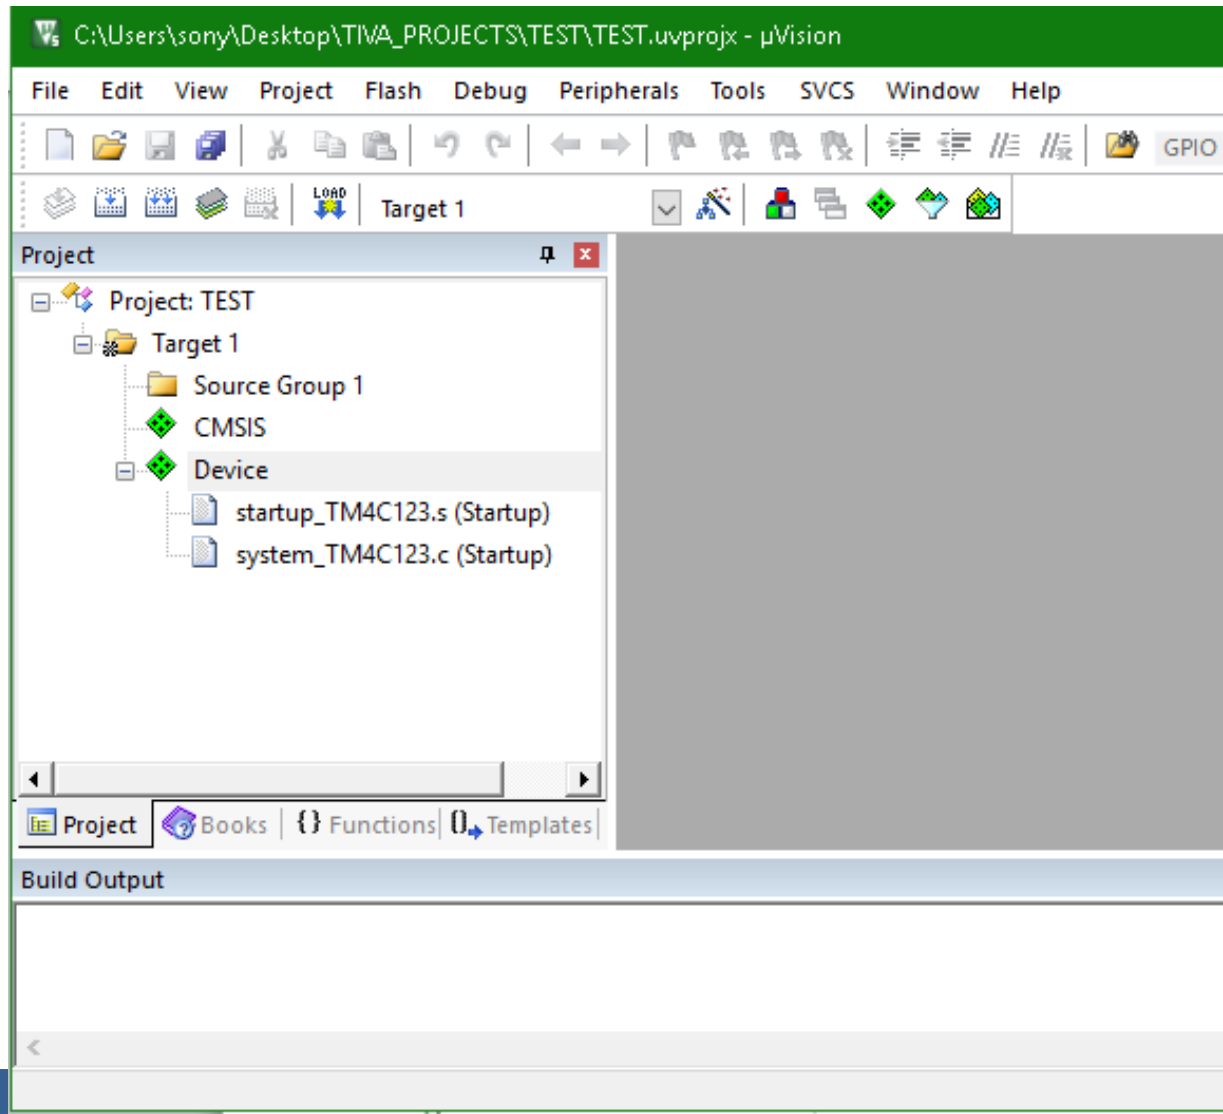 C:\Users\sony\Desktop\TIVA_PROJECTS\TEST\TEST.uvprojx - µVision
File Edit View Project Flash Debug Peripherals Tools SVCS Window Help
GPIO
LOAD Target 1
Project
Project: TEST
Target 1
Source Group 1
CMSIS
Device
startup_TM4C123.s (Startup)
system_TM4C123.c (Startup)
Project Books {} Functions 0 Templates
Build Output